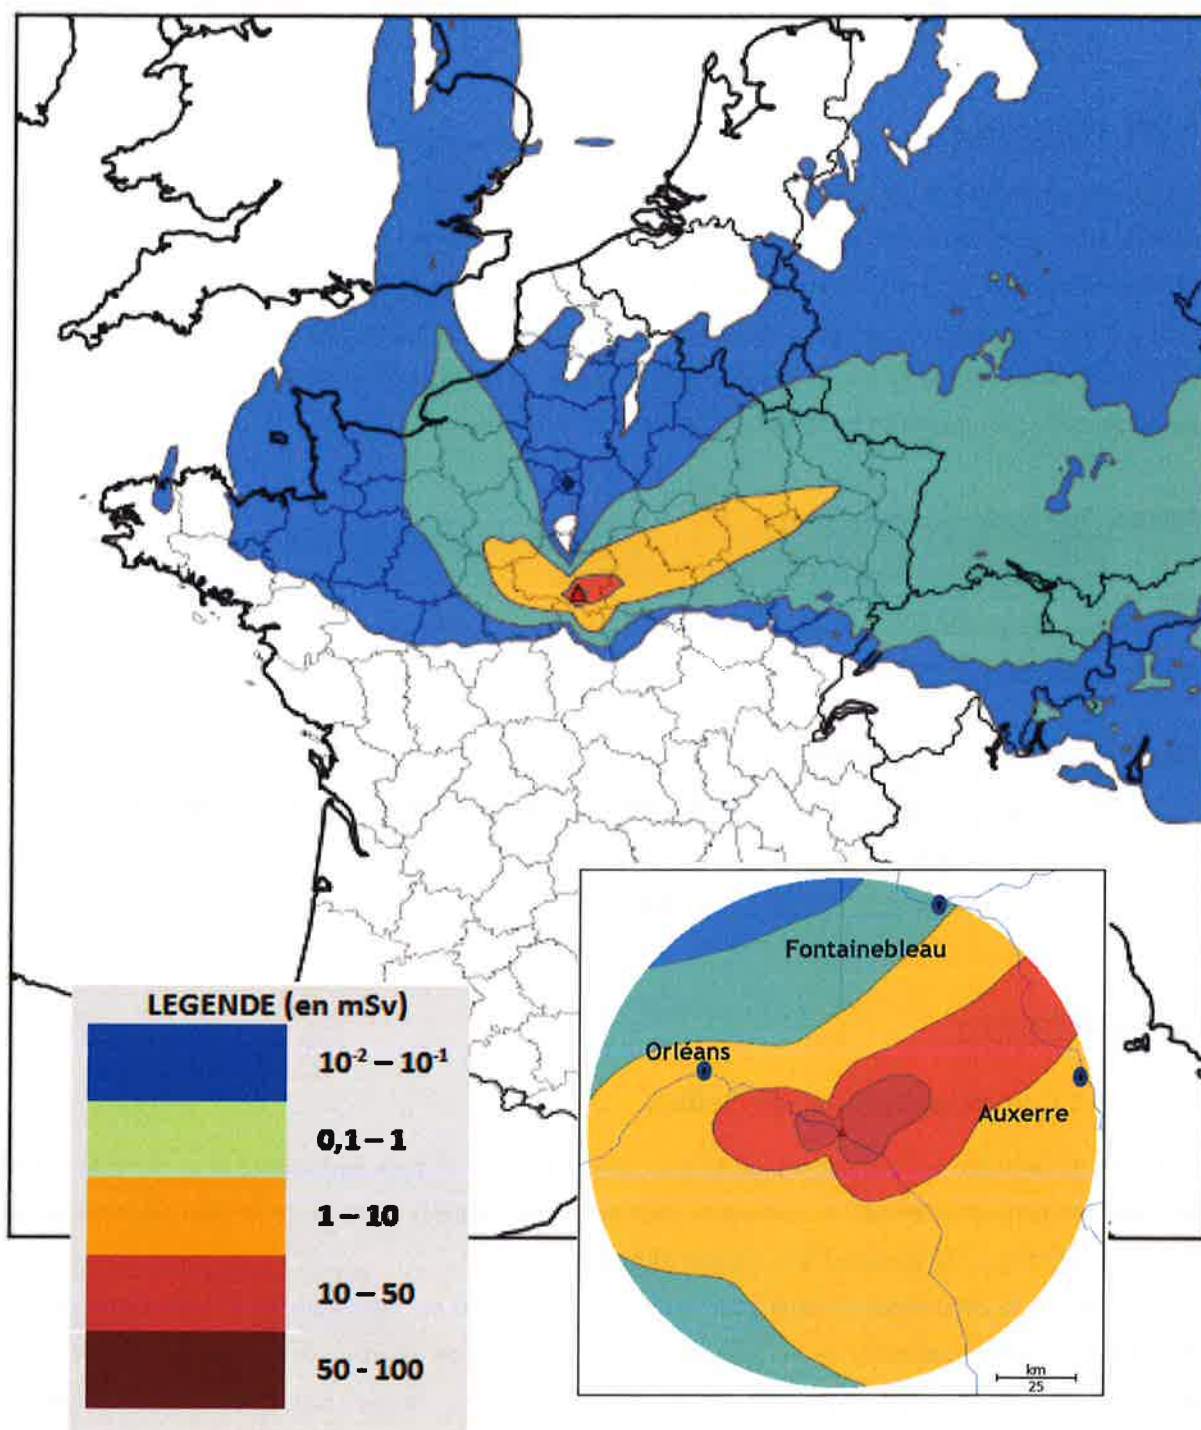 Fontainebleau
Orléans
Auxerre
km
25
LEGENDE (en mSv)
10⁻² – 10⁻¹
0,1 – 1
1 – 10
10 – 50
50 - 100